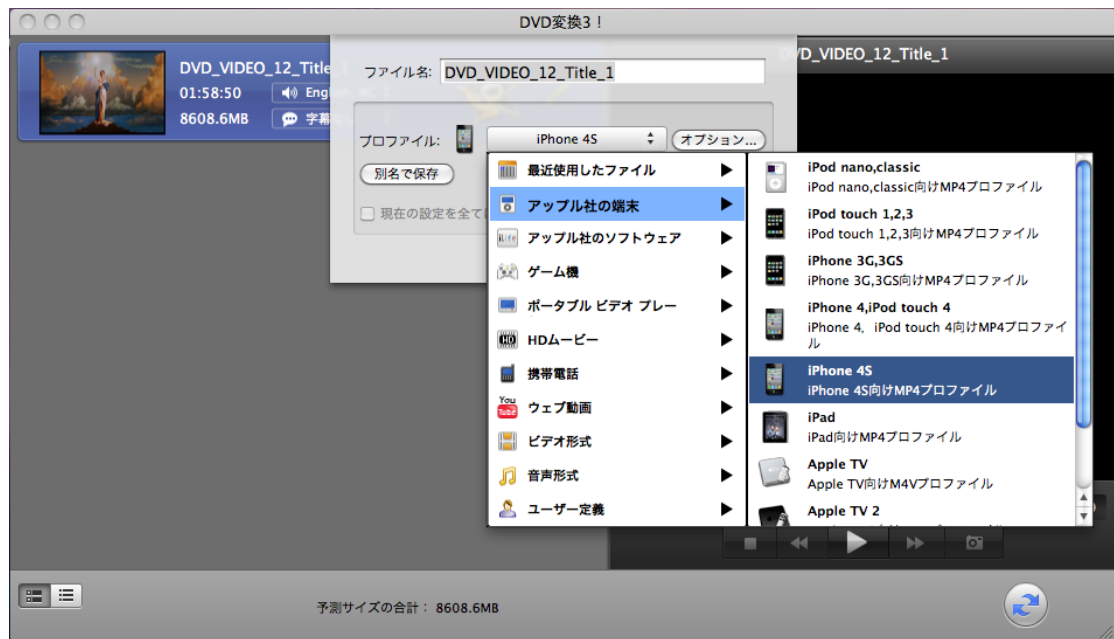 DVD変換3！
DVD_VIDEO_12_Title_1
DVD_VIDEO_12_Title
01:58:50
Eng
8608.6MB
ファイル名:
DVD_VIDEO_12_Title_1
プロファイル:
iPhone 4S
オプション...
別名で保存
現在の設定を全て
最近使用したファイル
アップル社の端末
アップル社のソフトウェア
ゲーム機
ポータブル ビデオ プレー
HDムービー
携帯電話
ウェブ動画
ビデオ形式
音声形式
ユーザー定義
iPod nano,classic
iPod nano,classic向けMP4プロファイル
iPod touch 1,2,3
iPod touch 1,2,3向けMP4プロファイル
iPhone 3G,3GS
iPhone 3G,3GS向けMP4プロファイル
iPhone 4,iPod touch 4
iPhone 4，iPod touch 4向けMP4プロファイ
ル
iPhone 4S
iPhone 4S向けMP4プロファイル
iPad
iPad向けMP4プロファイル
Apple TV
Apple TV向けM4Vプロファイル
Apple TV 2
予測サイズの合計： 8608.6MB